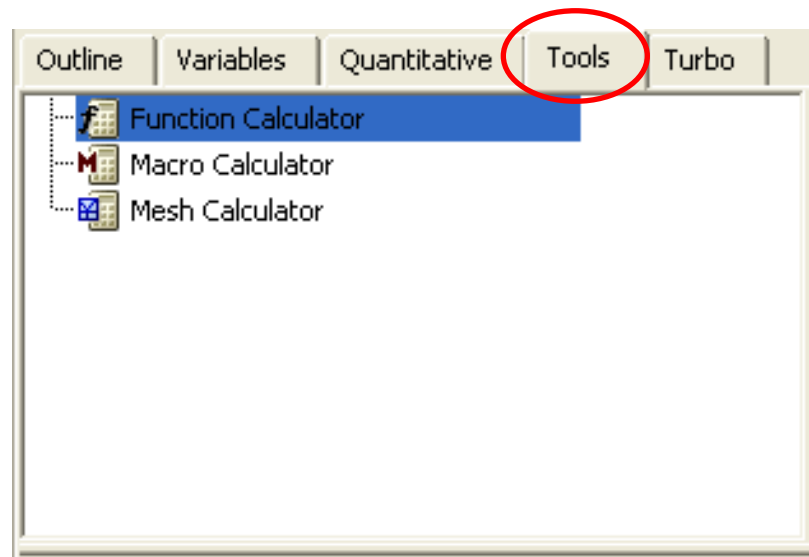 Outline Variables Quantitative Tools Turbo
Function Calculator
Macro Calculator
Mesh Calculator